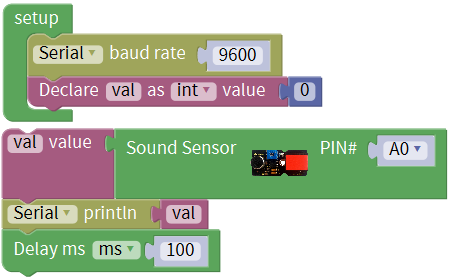 setup
Serial baud rate 9600
Declare val as int value 0
val value Sound Sensor PIN# A0
Serial println val
Delay ms ms 100